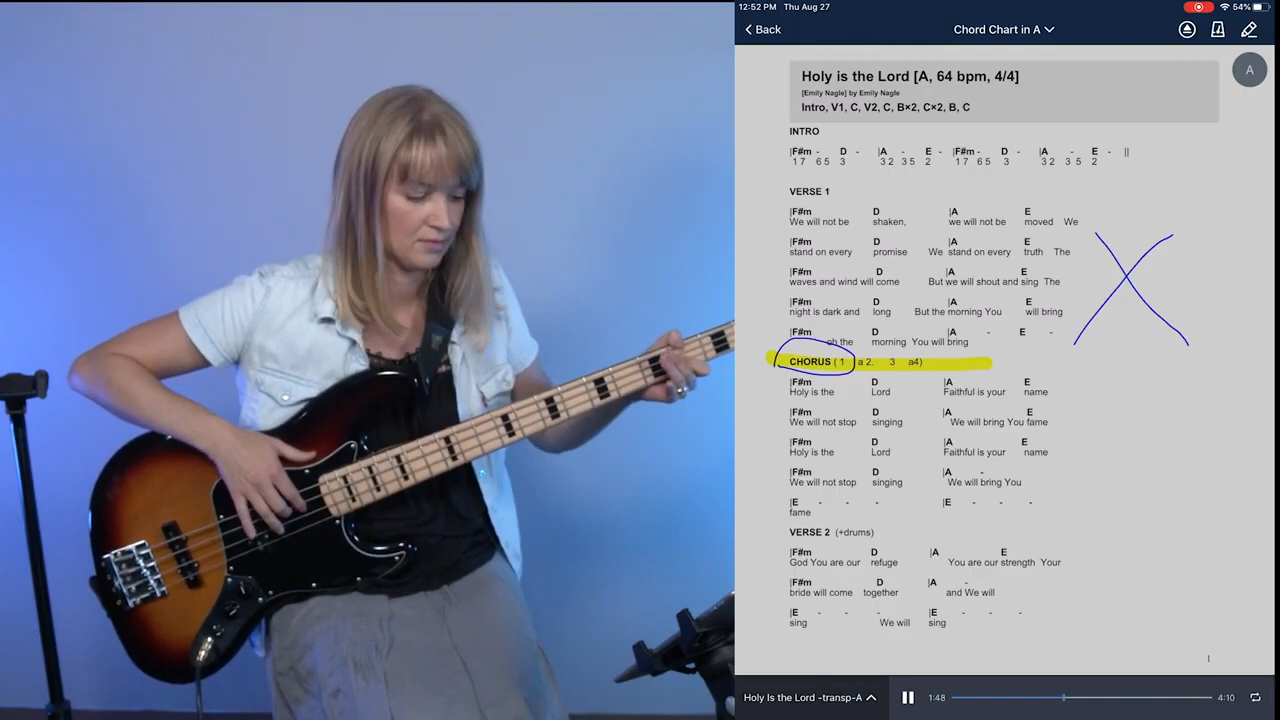 12:52 PM Thu Aug 27 54%
Back Chord Chart in A
A
Holy is the Lord [A, 64 bpm, 4/4]
[Emily Nagle] by Emily Nagle
Intro, V1, C, V2, C, B×2, C×2, B, C
INTRO
|F#m - D - |A - E - |F#m - D - |A - E - ||
1 7 6 5 3 3 2 3 5 2 1 7 6 5 3 3 2 3 5 2
VERSE 1
|F#m D |A E
We will not be shaken, we will not be moved We
|F#m D |A E
stand on every promise We stand on every truth The
|F#m D |A E
waves and wind will come But we will shout and sing The
|F#m D |A E
night is dark and long But the morning You will bring
|F#m D |A - E -
oh the morning You will bring
CHORUS ( 1 a 2. 3 a4)
|F#m D |A E
Holy is the Lord Faithful is your name
|F#m D |A E
We will not stop singing We will bring You fame
|F#m D |A E
Holy is the Lord Faithful is your name
|F#m D |A -
We will not stop singing We will bring You
|E - - - |E - - -
fame
VERSE 2 (+drums)
|F#m D |A E
God You are our refuge You are our strength Your
|F#m D |A -
bride will come together and We will
|E - - - |E - - -
sing We will sing
Holy Is the Lord -transp-A 1:48 4:10